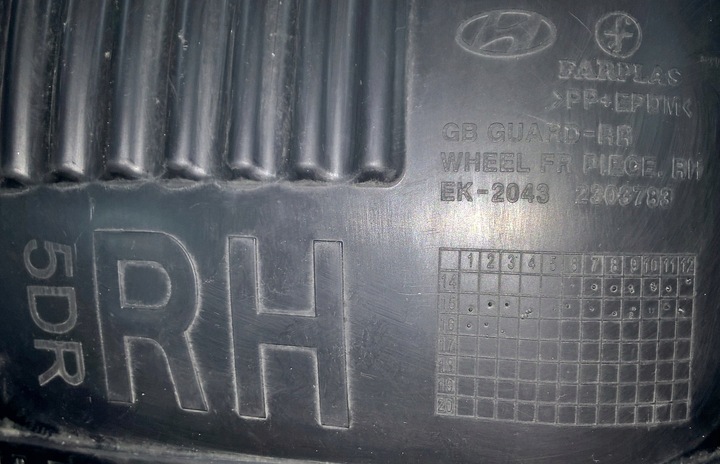 FARPLAS
>PP+EPDM<
GB GUARD-RR
WHEEL FR PIECE, RH
EK-2043
5DR
RH
1 2 3 4 5 6 7 8 9 10 11 12
14
15
16
17
18
19
20